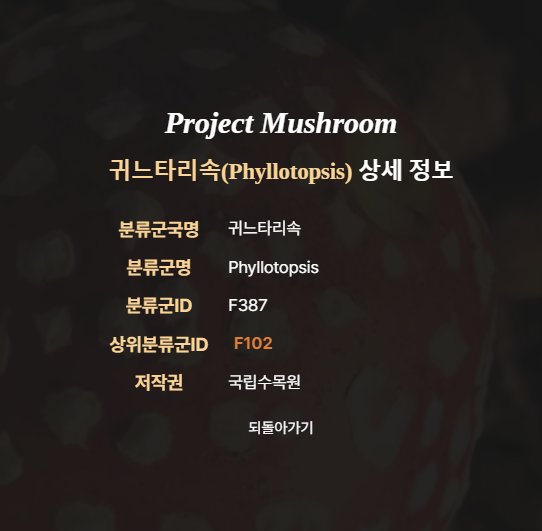 Project Mushroom
귀느타리속(Phyllotopsis) 상세 정보
분류군국명 귀느타리속
분류군명 Phyllotopsis
분류군ID F387
상위분류군ID F102
저작권 국립수목원
되돌아가기